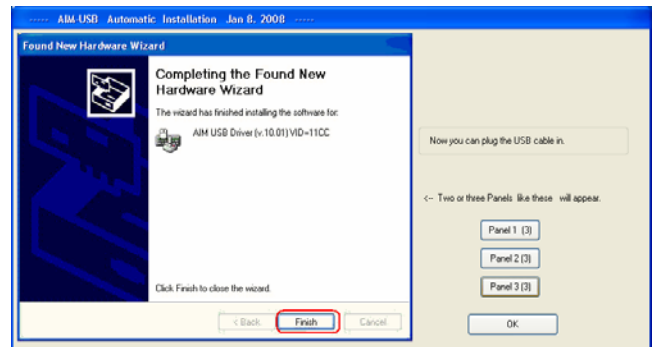 ----- AIM-USB Automatic Installation Jan 8. 2008 -----
Found New Hardware Wizard
Completing the Found New
Hardware Wizard
The wizard has finished installing the software for:
AIM USB Driver (v.10.01) VID=11CC
Click Finish to close the wizard.
< Back
Finish
Cancel
Now you can plug the USB cable in.
<-- Two or three Panels like these will appear.
Panel 1 (3)
Panel 2 (3)
Panel 3 (3)
OK